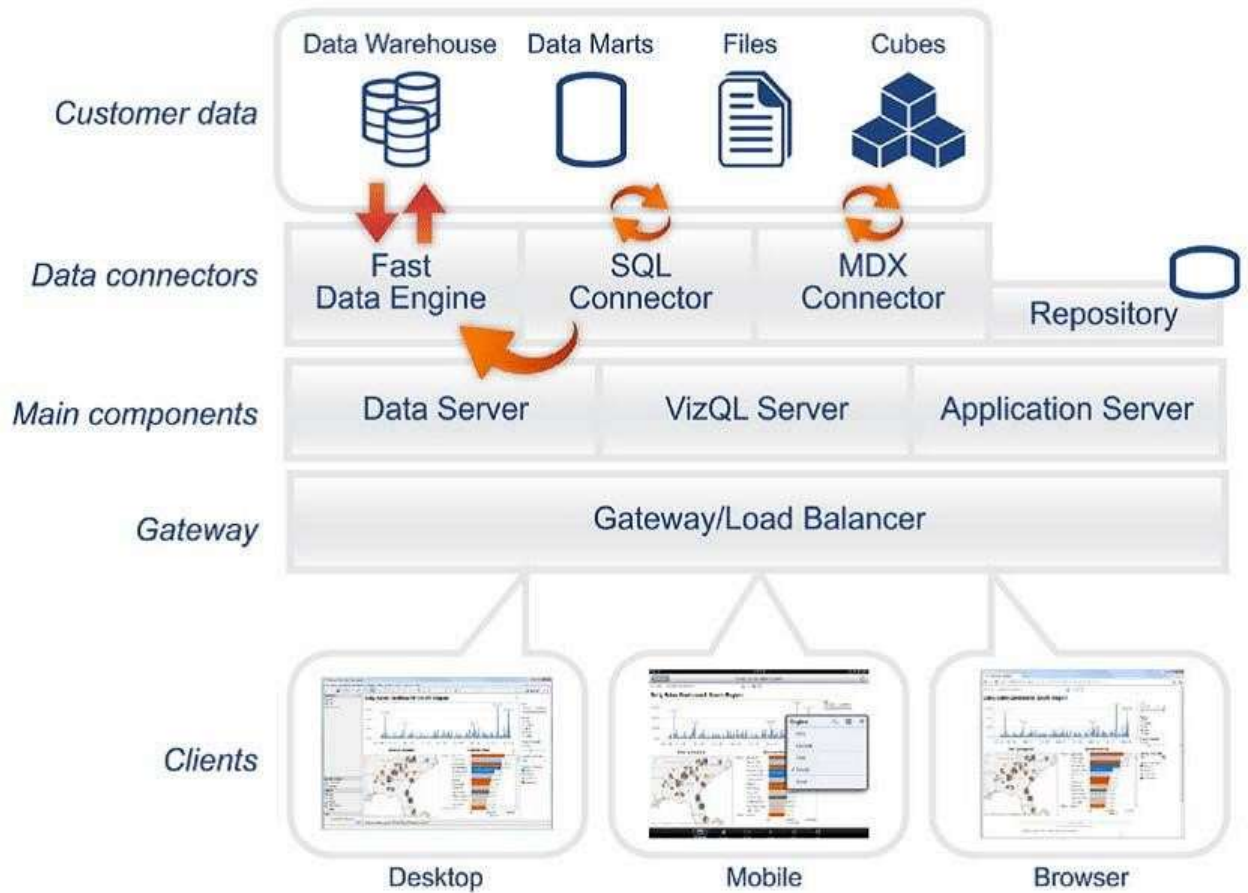 Data Warehouse
Data Marts
Files
Cubes
Customer data
Data connectors
Fast
Data Engine
SQL
Connector
MDX
Connector
Repository
Main components
Data Server
VizQL Server
Application Server
Gateway
Gateway/Load Balancer
Clients
Desktop
Mobile
Browser